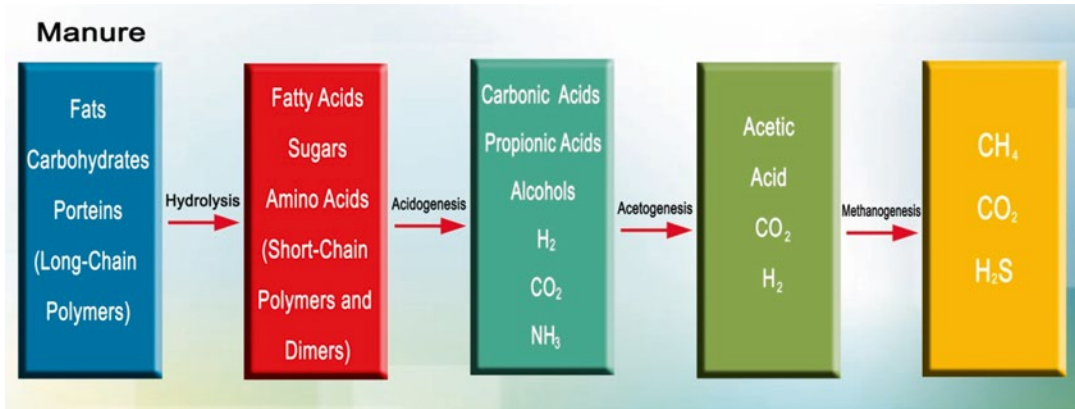 Manure
Fats
Carbohydrates
Porteins
(Long-Chain
Polymers)
Hydrolysis
Fatty Acids
Sugars
Amino Acids
(Short-Chain
Polymers and
Dimers)
Acidogenesis
Carbonic Acids
Propionic Acids
Alcohols
H₂
CO₂
NH₃
Acetogenesis
Acetic
Acid
CO₂
H₂
Methanogenesis
CH₄
CO₂
H₂S